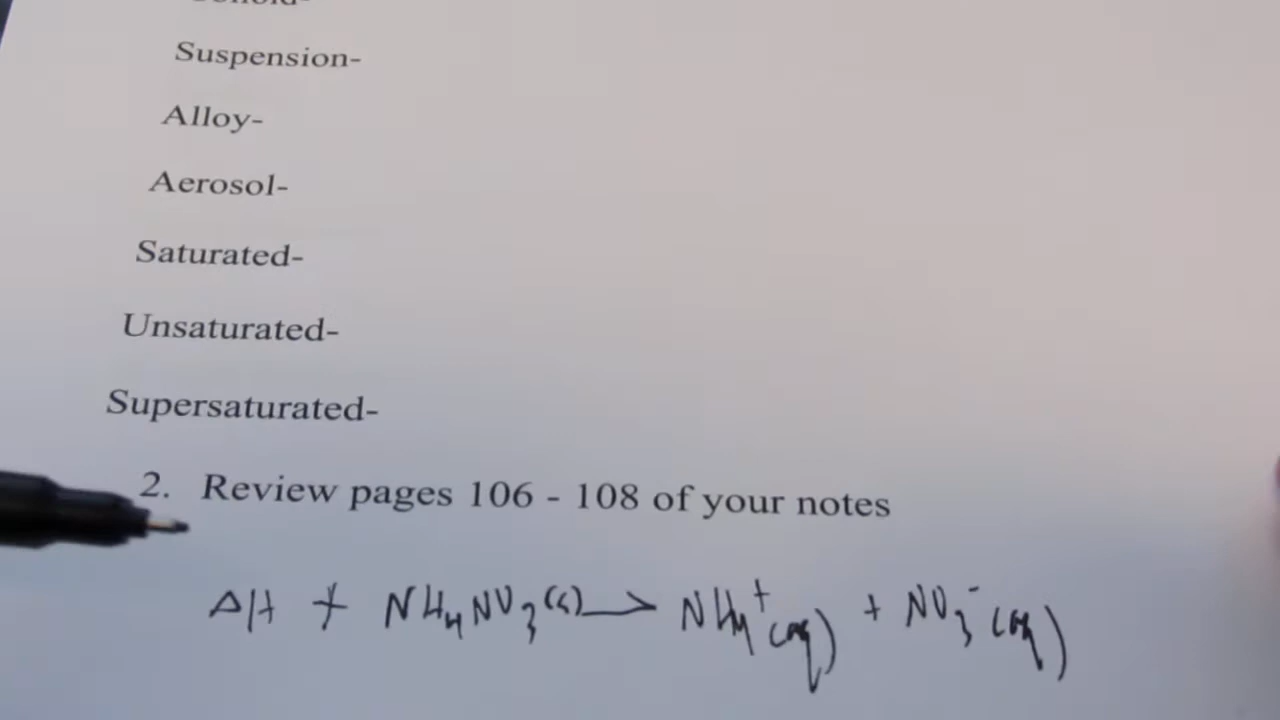 Suspension-
Alloy-
Aerosol-
Saturated-
Unsaturated-
Supersaturated-
2. Review pages 106 - 108 of your notes
ΔH + NH₄NO₃(s) → NH₄⁺(aq) + NO₃⁻(aq)